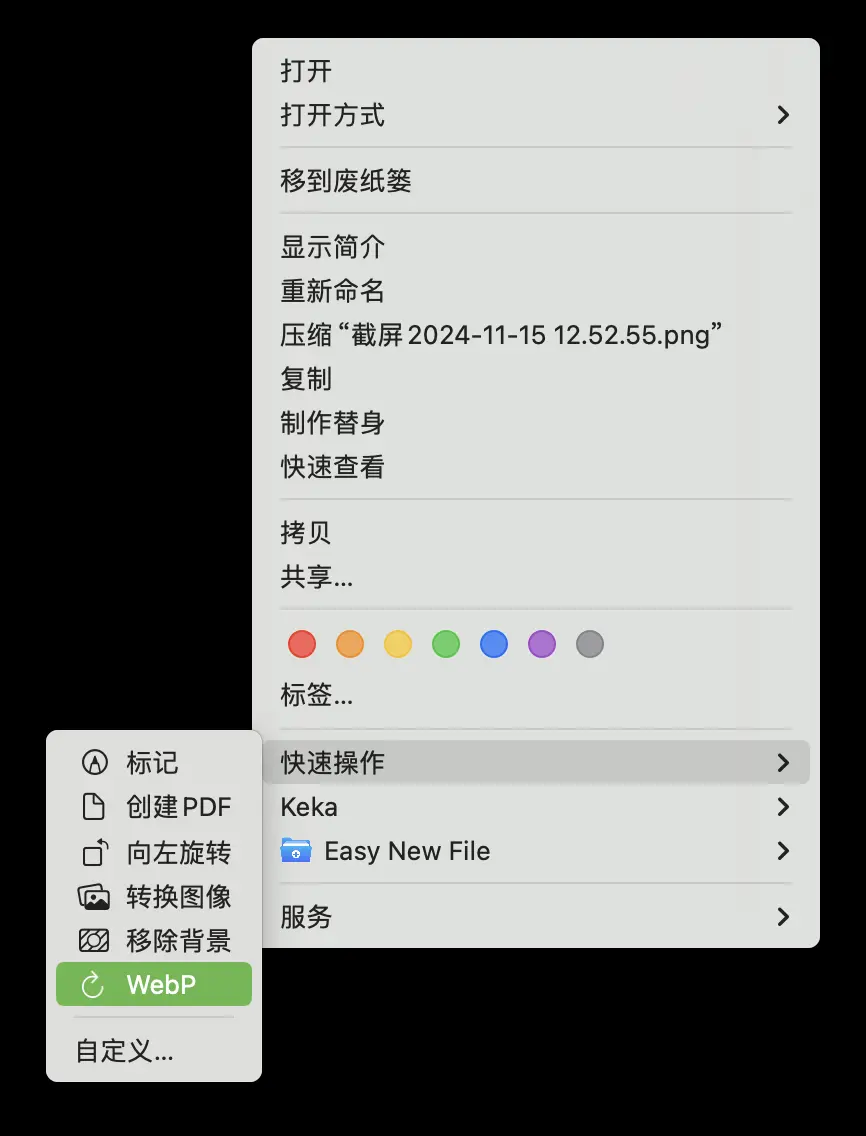 打开
打开方式
移到废纸篓
显示简介
重新命名
压缩“截屏2024-11-15 12.52.55.png”
复制
制作替身
快速查看
拷贝
共享...
标签...
快速操作
Keka
Easy New File
服务
标记
创建PDF
向左旋转
转换图像
移除背景
WebP
自定义...